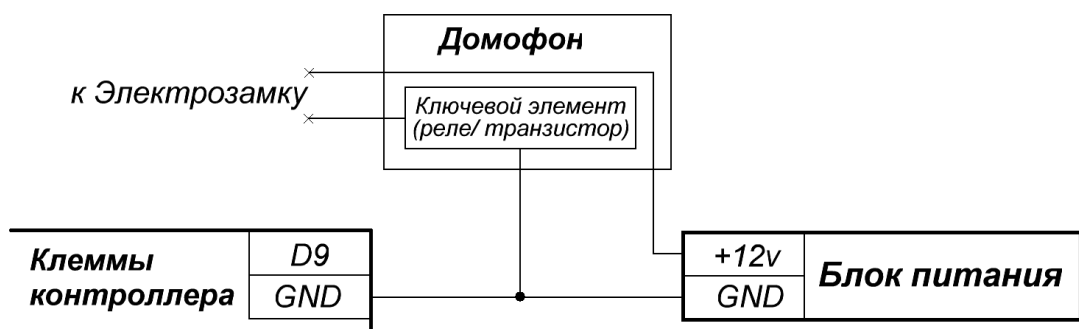 Домофон
к Электрозамку
Ключевой элемент
(реле/ транзистор)
Клеммы
контроллера
D9
GND
+12v
GND
Блок питания